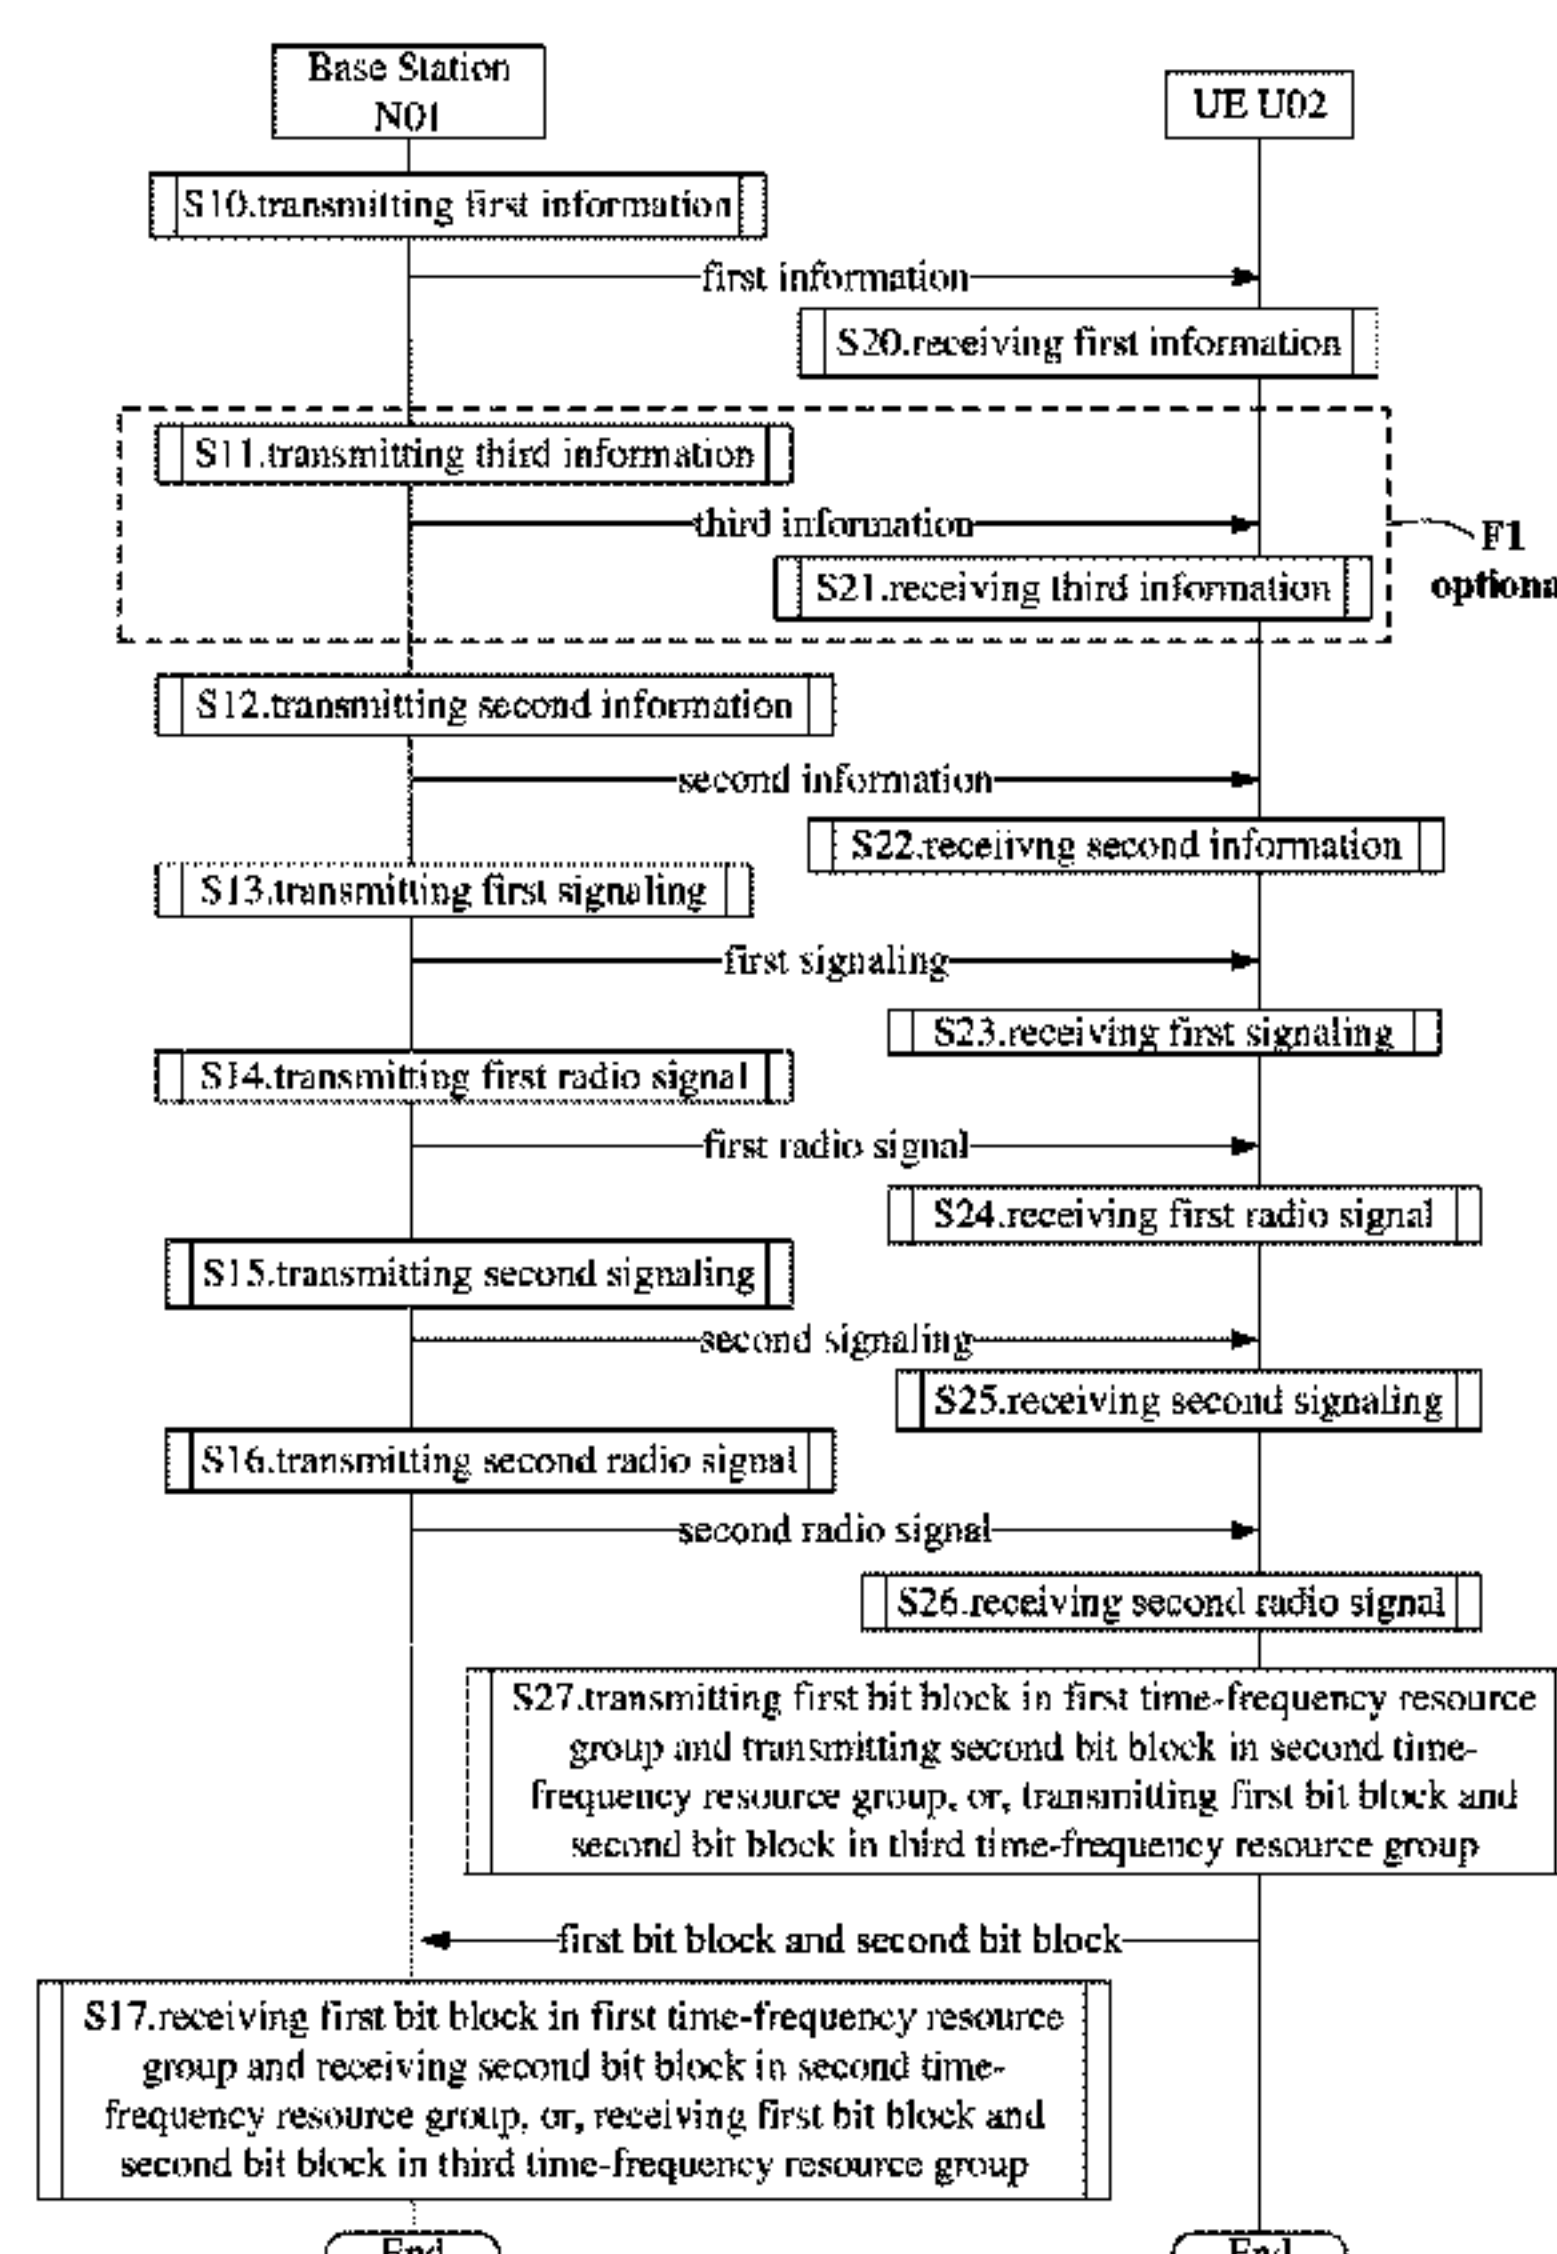 Base Station
N01
UE U02
S10.transmitting first information
first information
S20.receiving first information
S11.transmitting third information
third information
F1
optiona
S21.receiving third information
S12.transmitting second information
second information
S22.receiivng second information
S13.transmitting first signaling
first signaling
S23.receiving first signaling
S14.transmitting first radio signal
first radio signal
S24.receiving first radio signal
S15.transmitting second signaling
second signaling
S25.receiving second signaling
S16.transmitting second radio signal
second radio signal
S26.receiving second radio signal
S27.transmitting first bit block in first time-frequency resource
group and transmitting second bit block in second time-
frequency resource group, or, transmitting first bit block and
second bit block in third time-frequency resource group
first bit block and second bit block
S17.receiving first bit block in first time-frequency resource
group and receiving second bit block in second time-
frequency resource group, or, receiving first bit block and
second bit block in third time-frequency resource group
End
End